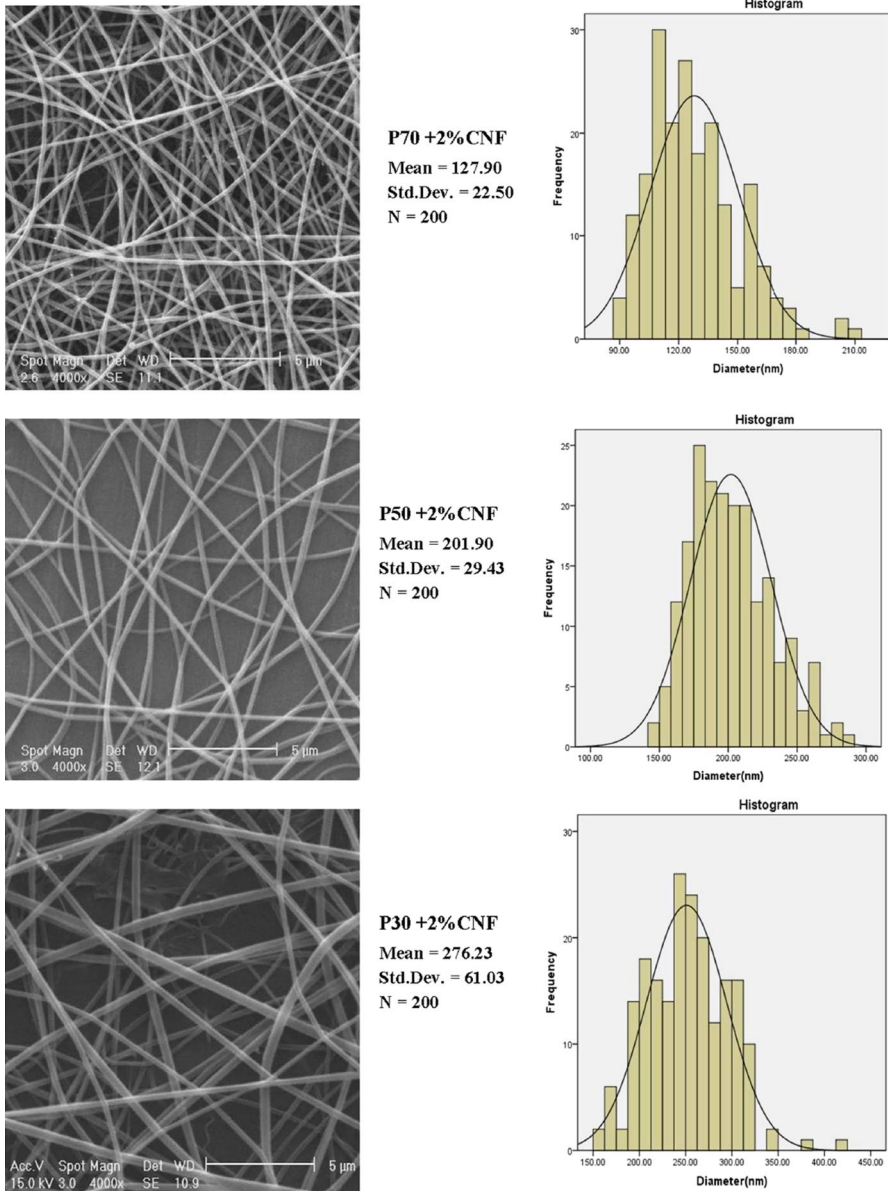 Histogram
30
20
10
0
Frequency
90.00 120.00 150.00 180.00 210.00
Diameter(nm)
P70 +2%CNF
Mean = 127.90
Std.Dev. = 22.50
N = 200
Spot Magn Det WD 5 µm
2.6 4000x SE 11.1
Histogram
25
20
15
10
5
0
Frequency
100.00 150.00 200.00 250.00 300.00
Diameter(nm)
P50 +2%CNF
Mean = 201.90
Std.Dev. = 29.43
N = 200
Spot Magn Det WD 5 µm
3.0 4000x SE 12.1
Histogram
30
20
10
0
Frequency
150.00 200.00 250.00 300.00 350.00 400.00 450.00
Diameter(nm)
P30 +2%CNF
Mean = 276.23
Std.Dev. = 61.03
N = 200
Acc.V Spot Magn Det WD 5 µm
15.0 kV 3.0 4000x SE 10.9